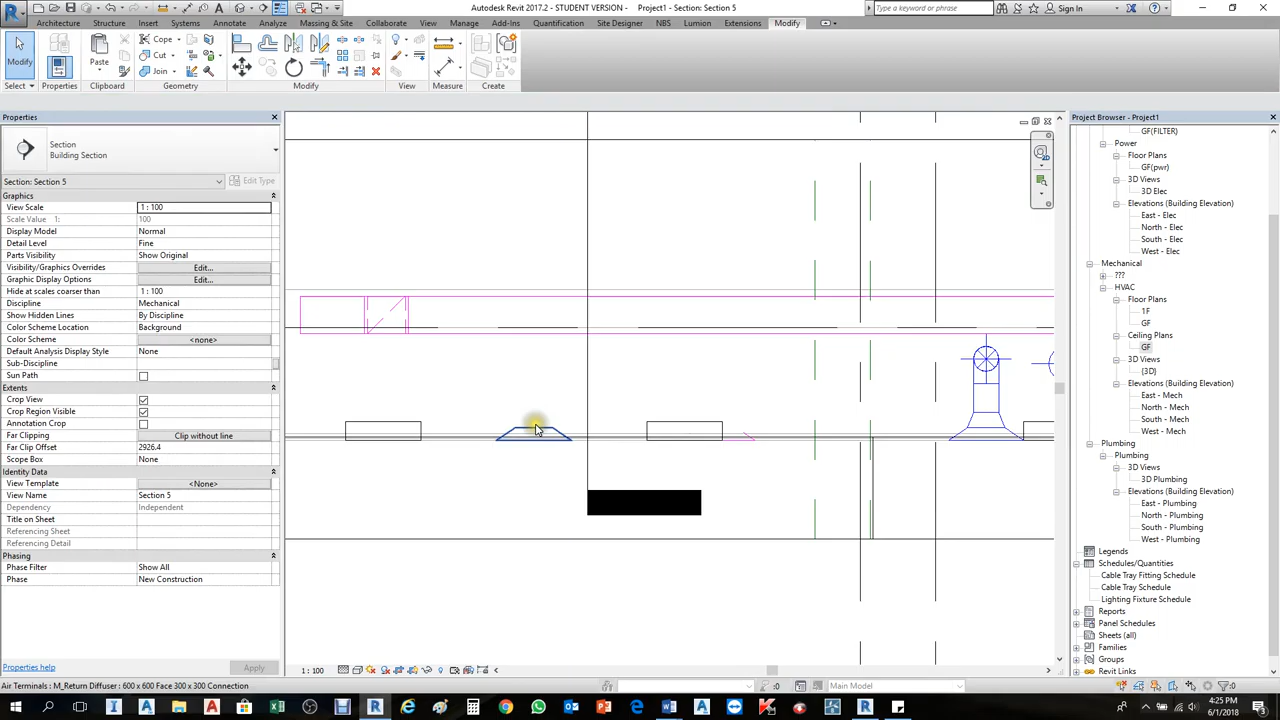 Autodesk Revit 2017.2 - STUDENT VERSION - Project1 - Section: Section 5
Type a keyword or phrase
Sign In
Architecture Structure Insert Systems Annotate Analyze Massing & Site Collaborate View Manage Add-Ins Quantification Site Designer NBS Lumion Extensions Modify
Modify
Paste
Cope
Cut
Join
Select Properties Clipboard Geometry Modify View Measure Create
Properties
Section
Building Section
Section: Section 5
Edit Type
Graphics
View Scale 1 : 100
Scale Value 1: 100
Display Model Normal
Detail Level Fine
Parts Visibility Show Original
Visibility/Graphics Overrides Edit...
Graphic Display Options Edit...
Hide at scales coarser than 1 : 100
Discipline Mechanical
Show Hidden Lines By Discipline
Color Scheme Location Background
Color Scheme <none>
Default Analysis Display Style None
Sub-Discipline
Sun Path
Extents
Crop View
Crop Region Visible
Annotation Crop
Far Clipping Clip without line
Far Clip Offset 2926.4
Scope Box None
Identity Data
View Template <None>
View Name Section 5
Dependency Independent
Title on Sheet
Referencing Sheet
Referencing Detail
Phasing
Phase Filter Show All
Phase New Construction
Properties help
Apply
1 : 100
Project Browser - Project1
GF(FILTER)
Power
Floor Plans
GF(pwr)
3D Views
3D Elec
Elevations (Building Elevation)
East - Elec
North - Elec
South - Elec
West - Elec
Mechanical
???
HVAC
Floor Plans
1F
GF
Ceiling Plans
GF
3D Views
{3D}
Elevations (Building Elevation)
East - Mech
North - Mech
South - Mech
West - Mech
Plumbing
Plumbing
3D Views
3D Plumbing
Elevations (Building Elevation)
East - Plumbing
North - Plumbing
South - Plumbing
West - Plumbing
Legends
Schedules/Quantities
Cable Tray Fitting Schedule
Cable Tray Schedule
Lighting Fixture Schedule
Reports
Panel Schedules
Sheets (all)
Families
Groups
Revit Links
Air Terminals : M_Return Diffuser : 600 x 600 Face 300 x 300 Connection
:0
Main Model
:0
4:25 PM
6/1/2018